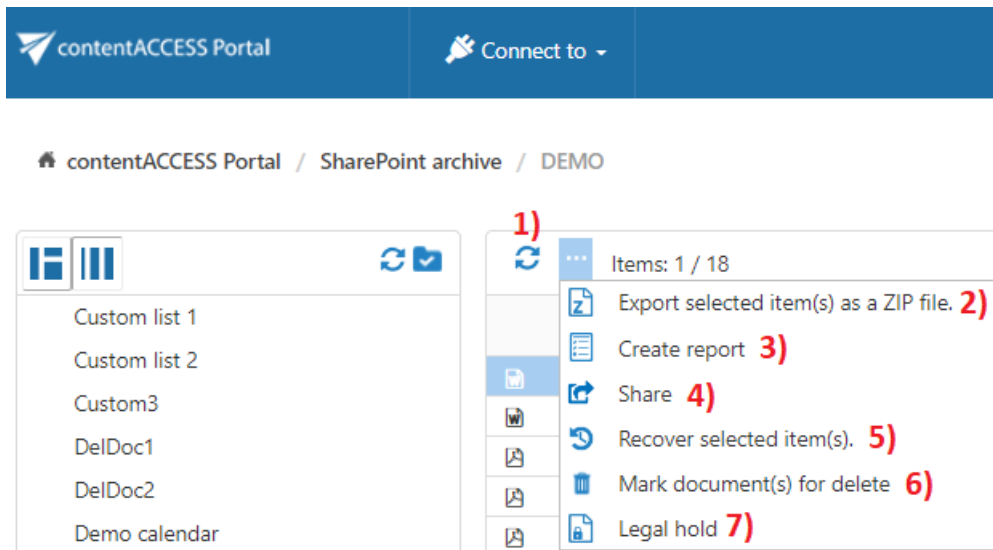 contentACCESS Portal
Connect to
contentACCESS Portal / SharePoint archive / DEMO
1)
Items: 1 / 18
Export selected item(s) as a ZIP file. 2)
Custom list 1
Create report 3)
Custom list 2
Share 4)
Custom3
Recover selected item(s). 5)
DelDoc1
Mark document(s) for delete 6)
DelDoc2
Legal hold 7)
Demo calendar